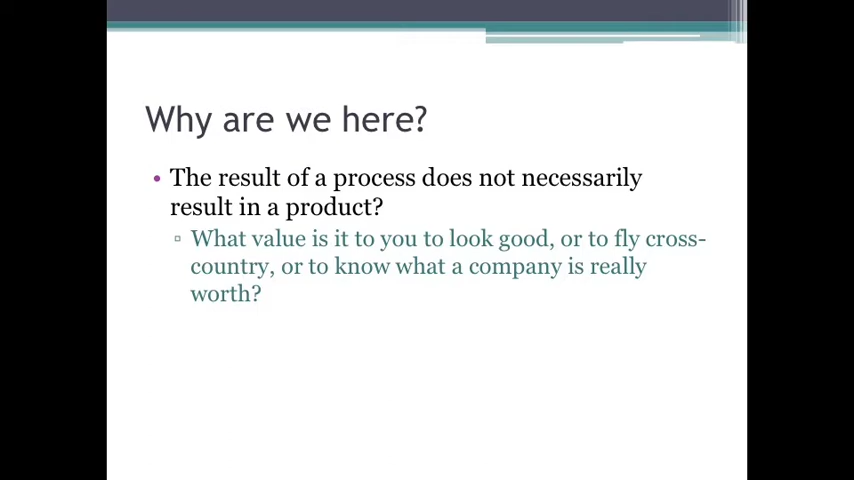 Why are we here?
• The result of a process does not necessarily
result in a product?
▫ What value is it to you to look good, or to fly cross-
country, or to know what a company is really
worth?